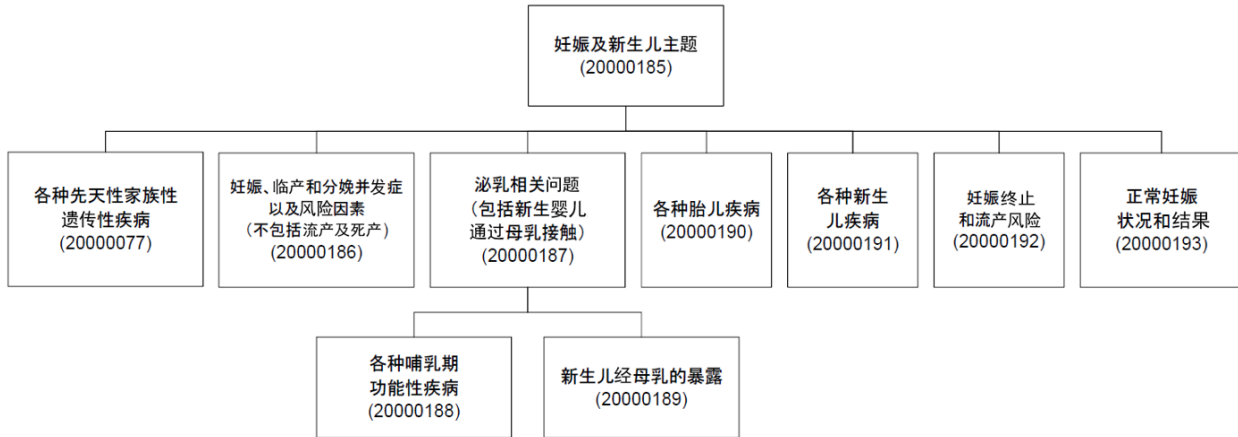 妊娠及新生儿主题
(20000185)
各种先天性家族性
遗传性疾病
(20000077)
妊娠、临产和分娩并发症
以及风险因素
（不包括流产及死产）
(20000186)
泌乳相关问题
（包括新生婴儿
通过母乳接触）
(20000187)
各种胎儿疾病
(20000190)
各种新生
儿疾病
(20000191)
妊娠终止
和流产风险
(20000192)
正常妊娠
状况和结果
(20000193)
各种哺乳期
功能性疾病
(20000188)
新生儿经母乳的暴露
(20000189)